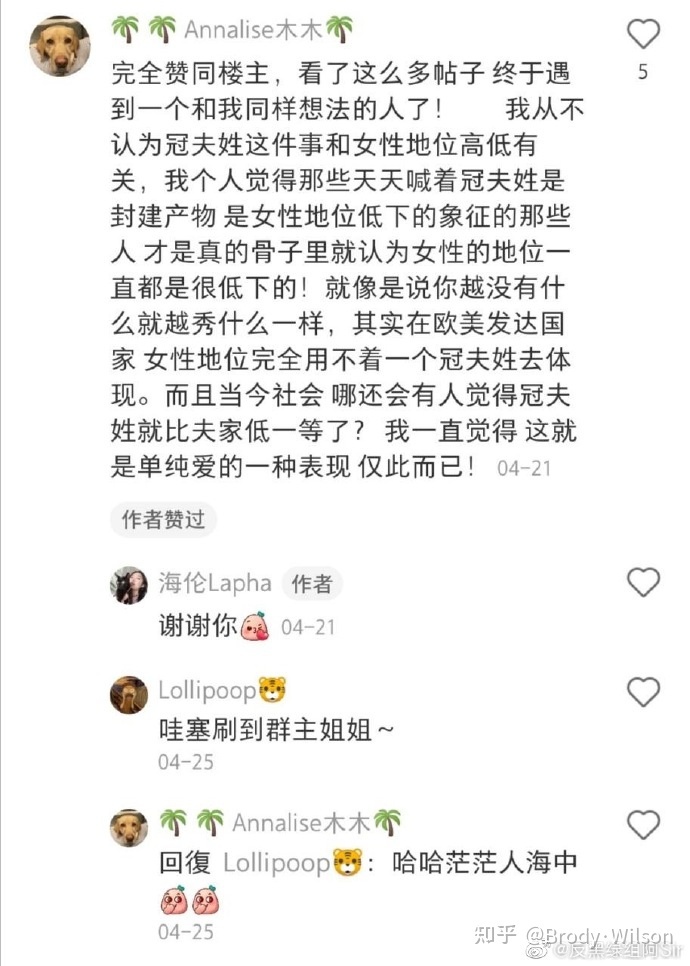 🌴 🌴 Annalise木木🌴
完全赞同楼主，看了这么多帖子 终于遇
5
到一个和我同样想法的人了！ 我从不
认为冠夫姓这件事和女性地位高低有
关，我个人觉得那些天天喊着冠夫姓是
封建产物 是女性地位低下的象征的那些
人 才是真的骨子里就认为女性的地位一
直都是很低下的！就像是说你越没有什
么就越秀什么一样，其实在欧美发达国
家 女性地位完全用不着一个冠夫姓去体
现。而且当今社会 哪还会有人觉得冠夫
姓就比夫家低一等了？ 我一直觉得 这就
是单纯爱的一种表现 仅此而已！ 04-21
作者赞过
海伦Lapha 作者
谢谢你 04-21
Lollipoop🐯
哇塞刷到群主姐姐～
04-25
🌴 🌴 Annalise木木🌴
回復 Lollipoop🐯：哈哈茫茫人海中
04-25
知乎 @Brody·Wilson
@反黑绿组阿Sir